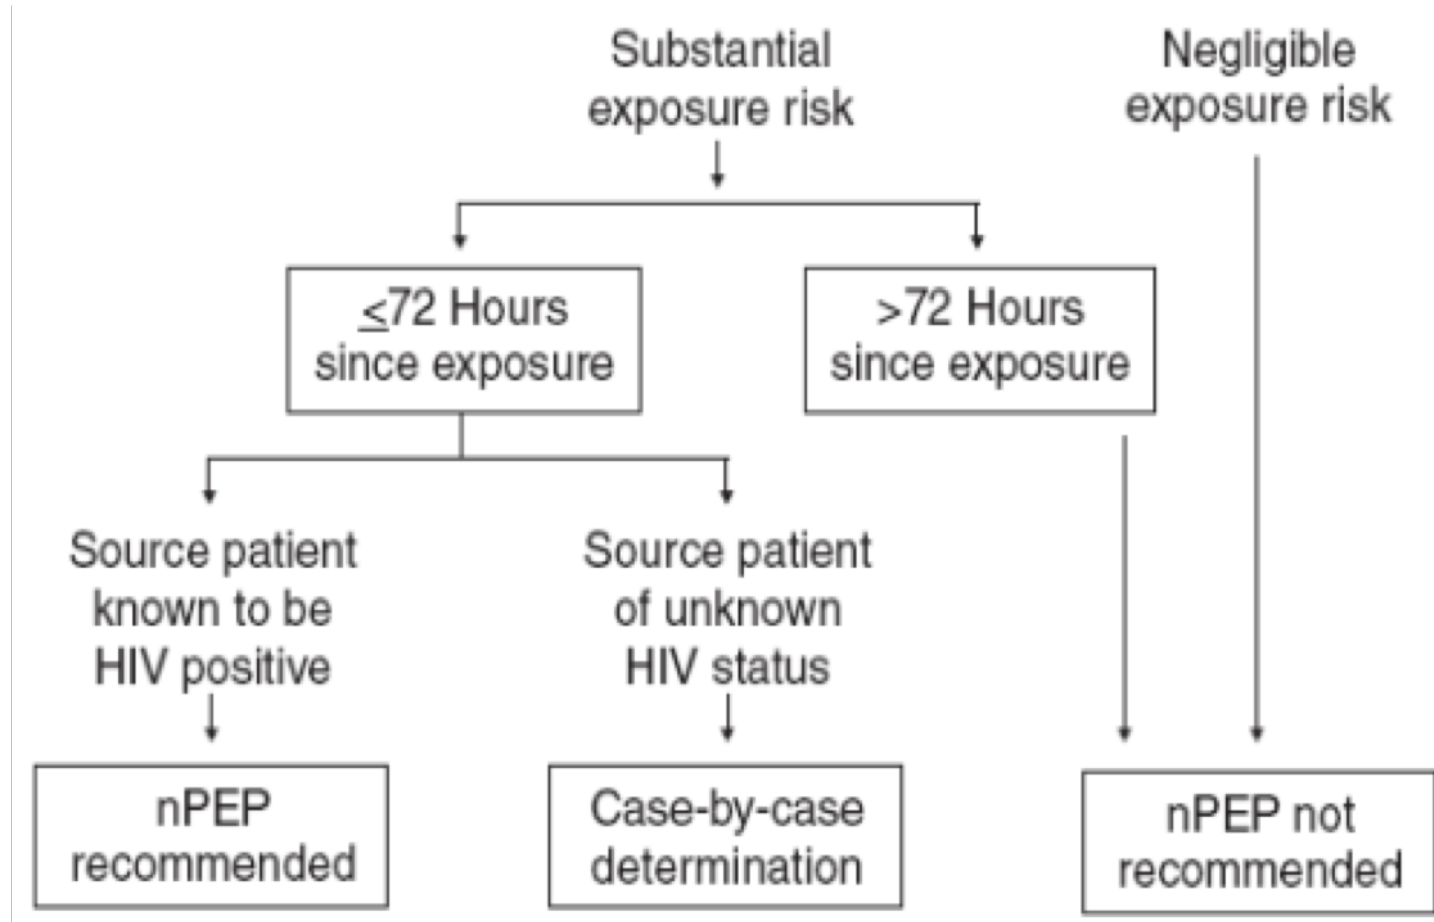 Substantial
exposure risk
Negligible
exposure risk
≤72 Hours
since exposure
>72 Hours
since exposure
Source patient
known to be
HIV positive
Source patient
of unknown
HIV status
nPEP
recommended
Case-by-case
determination
nPEP not
recommended